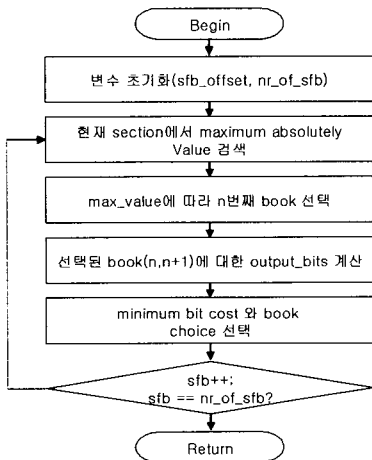 Begin
변수 초기화(sfb_offset, nr_of_sfb)
현재 section에서 maximum absolutely
Value 검색
max_value에 따라 n번째 book 선택
선택된 book(n,n+1)에 대한 output_bits 계산
minimum bit cost 와 book
choice 선택
sfb++;
sfb == nr_of_sfb?
Return